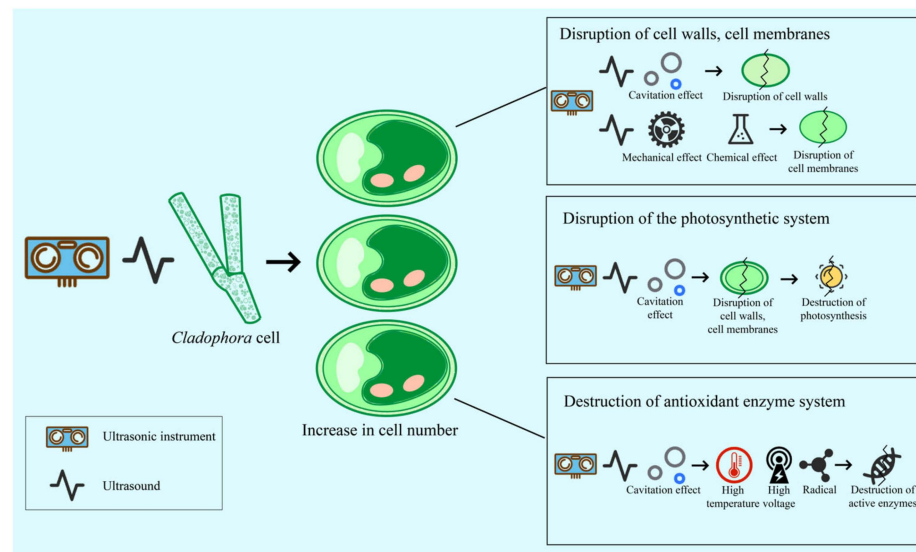 Disruption of cell walls, cell membranes
Cavitation effect
Disruption of cell walls
Mechanical effect
Chemical effect
Disruption of
cell membranes
Cladophora cell
Increase in cell number
Disruption of the photosynthetic system
Cavitation
effect
Disruption of
cell walls,
cell membranes
Destruction of
photosynthesis
Destruction of antioxidant enzyme system
Cavitation effect
High
temperature
High
voltage
Radical
Destruction of
active enzymes
Ultrasonic instrument
Ultrasound